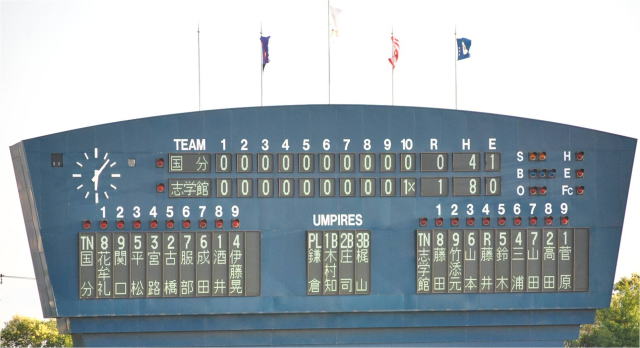 TEAM 1 2 3 4 5 6 7 8 9 10 R H E
国分 0 0 0 0 0 0 0 0 0 0 0 4 1
志学館 0 0 0 0 0 0 0 0 0 1x 1 8 0
S H
B E
O Fc
1 2 3 4 5 6 7 8 9
TN 8 9 5 3 2 7 6 1 4
国分 花牟礼 関口 平松 宮路 古橋 服部 成田 酒井 伊藤晃
UMPIRES
PL 1B 2B 3B
鎌倉 木村知 庄司 梶山
1 2 3 4 5 6 7 8 9
TN 8 9 6 R 5 4 7 2 1
志学館 藤田 竹添元 山本 藤井 鈴木 三浦 山田 高田 菅原